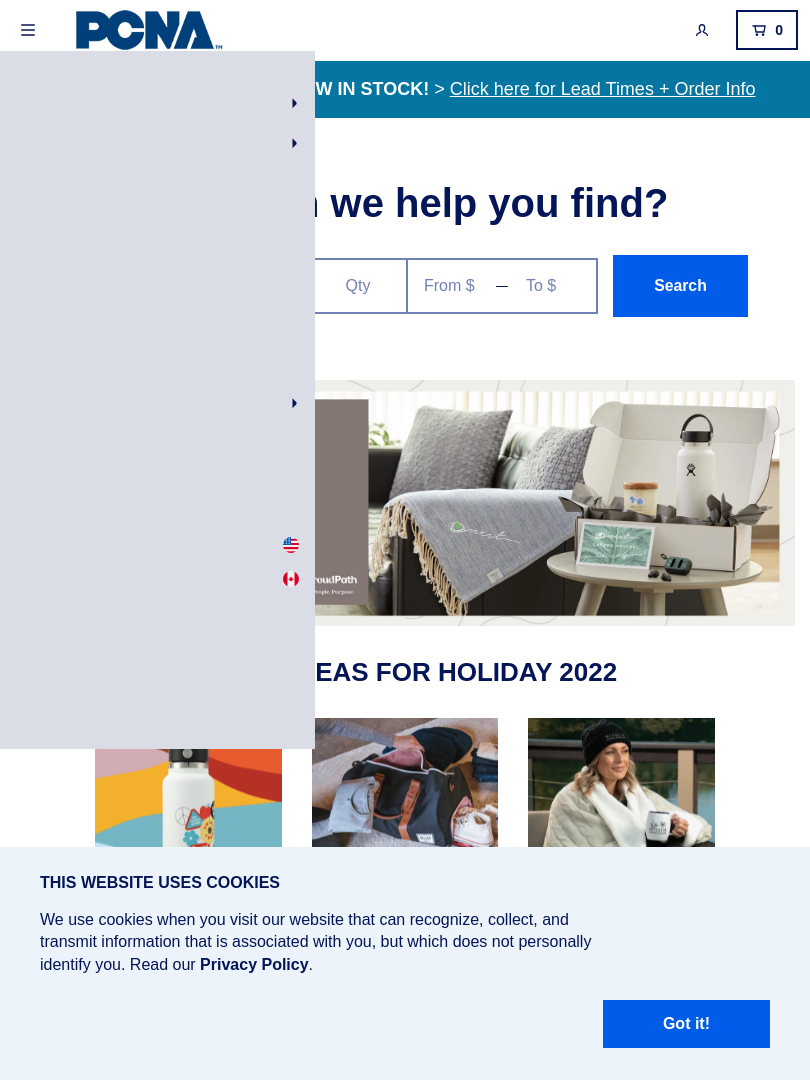 PCNA™
0
W IN STOCK! > Click here for Lead Times + Order Info
we help you find?
Qty
From $ — To $
Search
roudPath
People. Purpose.
EAS FOR HOLIDAY 2022
THIS WEBSITE USES COOKIES
We use cookies when you visit our website that can recognize, collect, and
transmit information that is associated with you, but which does not personally
identify you. Read our Privacy Policy.
Got it!